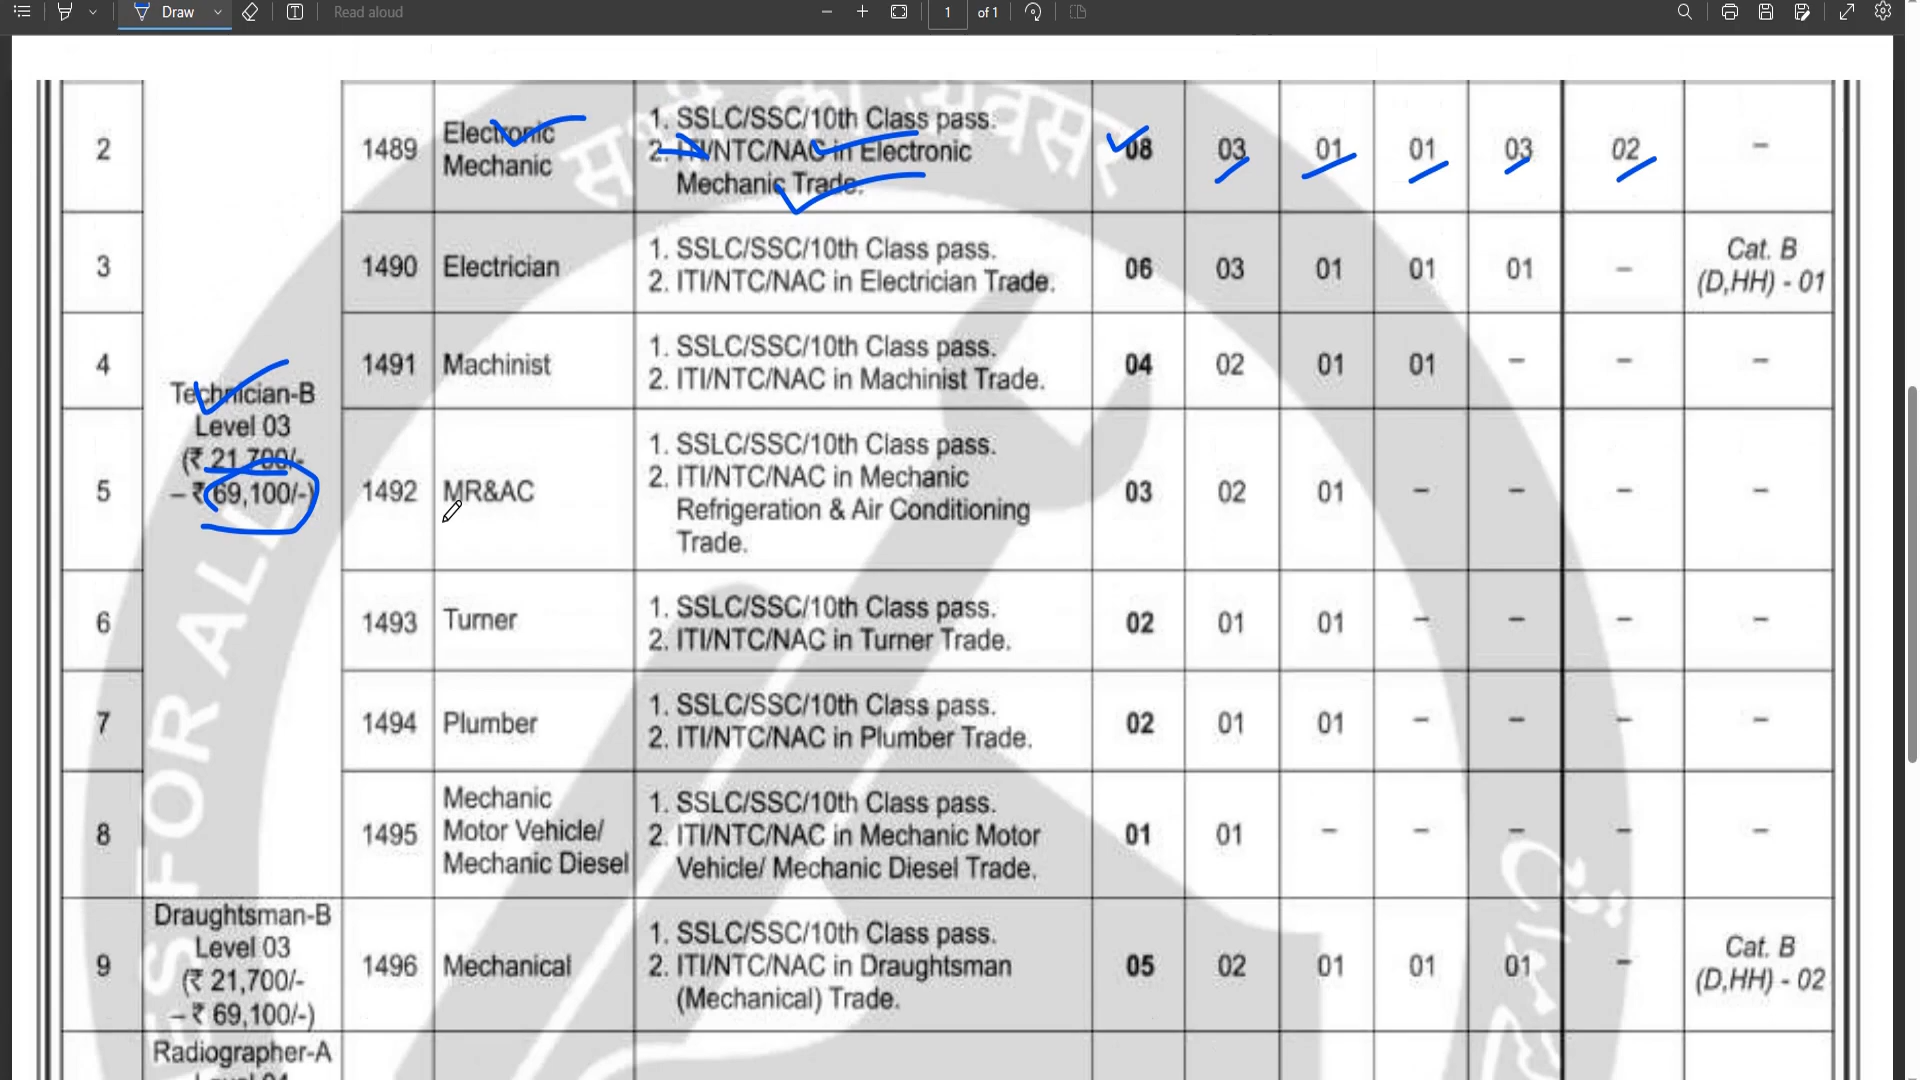 Draw
Read aloud
1
of 1
2
1489
Electronic
Mechanic
1. SSLC/SSC/10th Class pass.
2. ITI/NTC/NAC in Electronic
Mechanic Trade.
08
03
01
01
03
02
–
3
1490
Electrician
1. SSLC/SSC/10th Class pass.
2. ITI/NTC/NAC in Electrician Trade.
06
03
01
01
01
–
Cat. B
(D,HH) - 01
Technician-B
Level 03
(₹ 21,700/-
– ₹ 69,100/-)
4
1491
Machinist
1. SSLC/SSC/10th Class pass.
2. ITI/NTC/NAC in Machinist Trade.
04
02
01
01
–
–
–
5
1492
MR&AC
1. SSLC/SSC/10th Class pass.
2. ITI/NTC/NAC in Mechanic
Refrigeration & Air Conditioning
Trade.
03
02
01
–
–
–
–
6
1493
Turner
1. SSLC/SSC/10th Class pass.
2. ITI/NTC/NAC in Turner Trade.
02
01
01
–
–
–
–
7
1494
Plumber
1. SSLC/SSC/10th Class pass.
2. ITI/NTC/NAC in Plumber Trade.
02
01
01
–
–
–
–
8
1495
Mechanic
Motor Vehicle/
Mechanic Diesel
1. SSLC/SSC/10th Class pass.
2. ITI/NTC/NAC in Mechanic Motor
Vehicle/ Mechanic Diesel Trade.
01
01
–
–
–
–
–
9
Draughtsman-B
Level 03
(₹ 21,700/-
– ₹ 69,100/-)
1496
Mechanical
1. SSLC/SSC/10th Class pass.
2. ITI/NTC/NAC in Draughtsman
(Mechanical) Trade.
05
02
01
01
01
–
Cat. B
(D,HH) - 02
Radiographer-A
FOR ALL